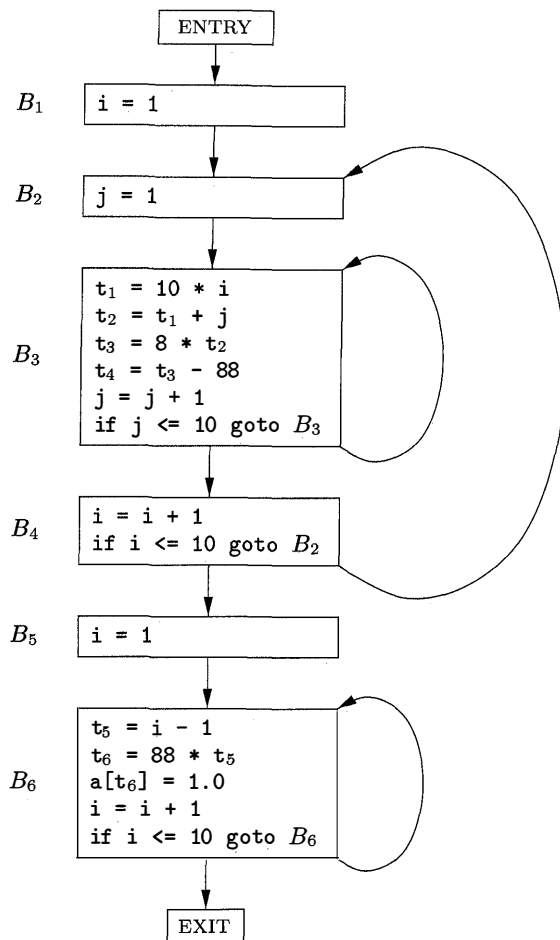 ENTRY
B₁
i = 1
B₂
j = 1
B₃
t₁ = 10 * i
t₂ = t₁ + j
t₃ = 8 * t₂
t₄ = t₃ - 88
j = j + 1
if j <= 10 goto B₃
B₄
i = i + 1
if i <= 10 goto B₂
B₅
i = 1
B₆
t₅ = i - 1
t₆ = 88 * t₅
a[t₆] = 1.0
i = i + 1
if i <= 10 goto B₆
EXIT